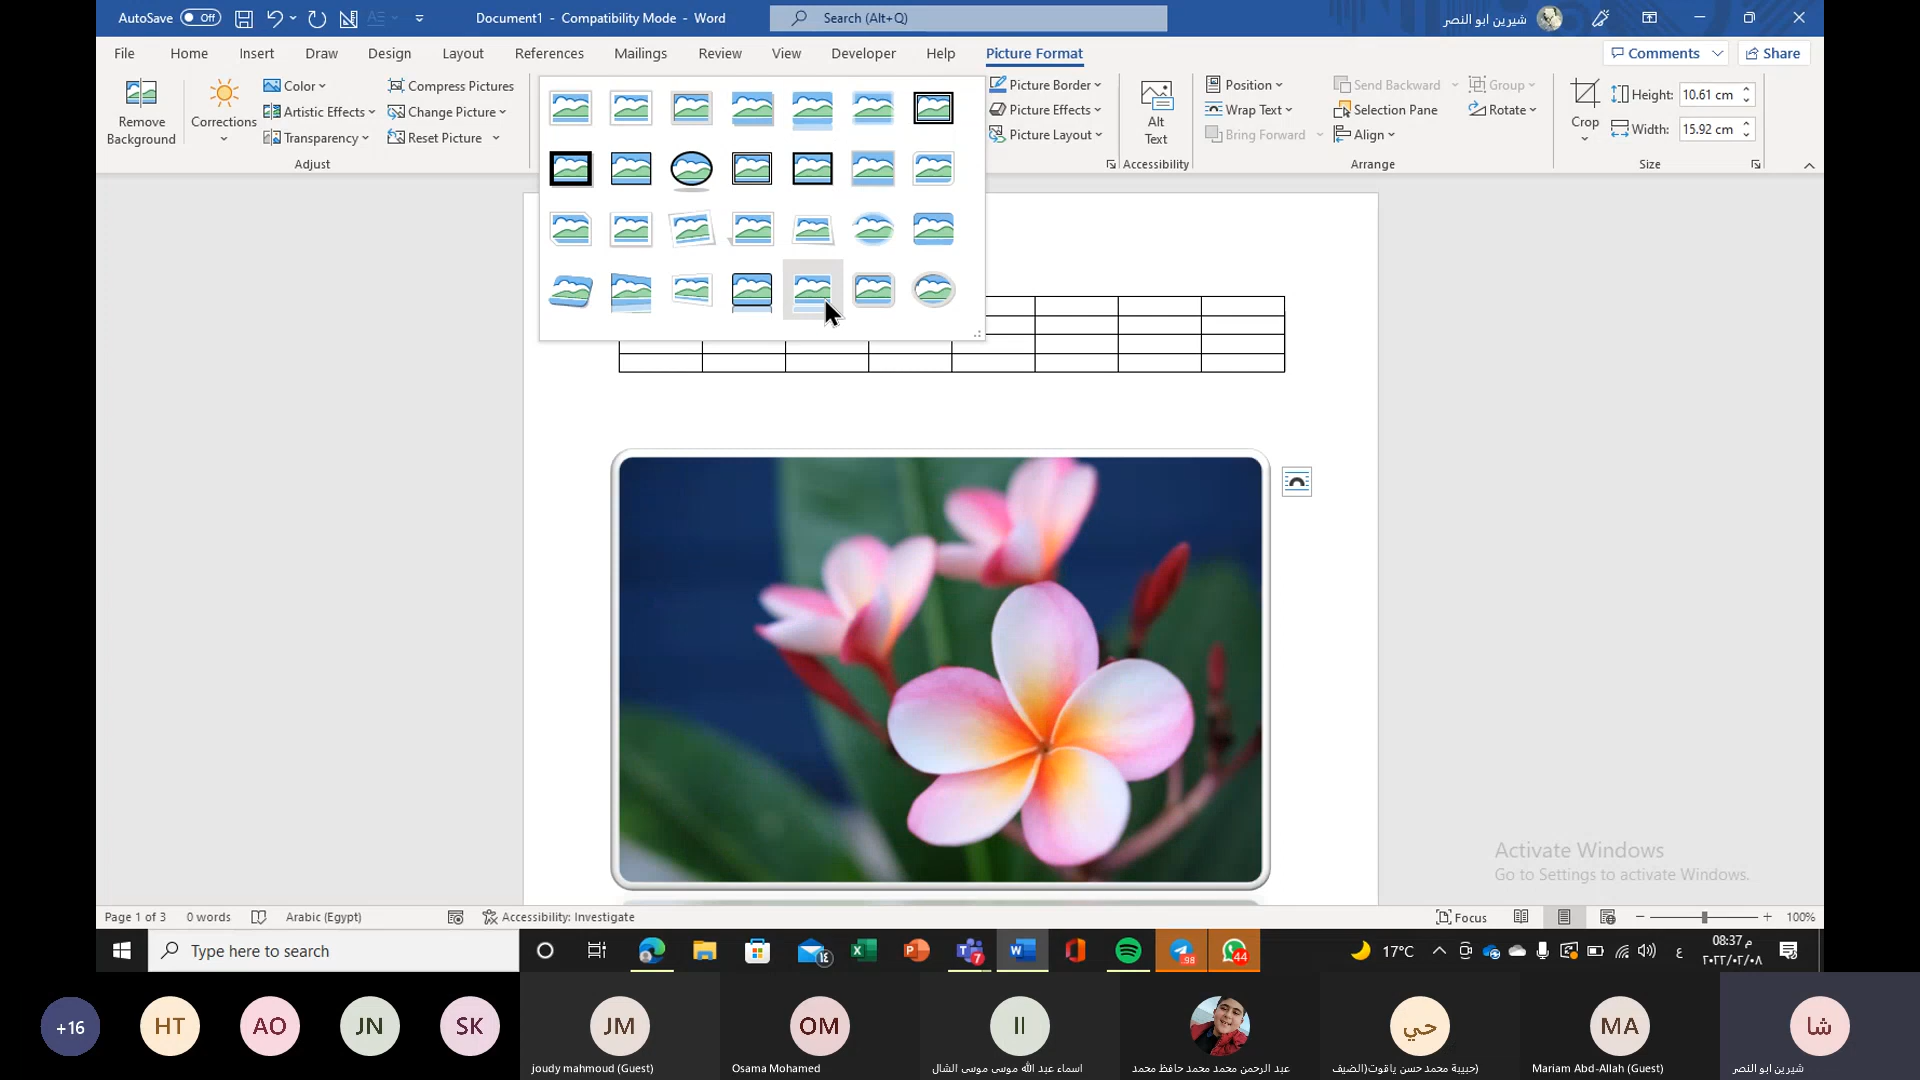 AutoSave Off
Document1 - Compatibility Mode - Word
Search (Alt+Q)
شيرين ابو النصر
File Home Insert Draw Design Layout References Mailings Review View Developer Help Picture Format
Comments
Share
Remove Background
Corrections
Color
Artistic Effects
Transparency
Compress Pictures
Change Picture
Reset Picture
Adjust
Picture Border
Picture Effects
Picture Layout
Alt Text
Accessibility
Position
Wrap Text
Bring Forward
Send Backward
Selection Pane
Align
Group
Rotate
Arrange
Crop
Height: 10.61 cm
Width: 15.92 cm
Size
Activate Windows
Go to Settings to activate Windows.
Page 1 of 3 0 words Arabic (Egypt) Accessibility: Investigate
Focus
100%
Type here to search
١٤
7
98
44
17°C
ع
08:37 م
٢٠٢٢/٠٢/٠٨
+16 HT AO JN SK JM OM II حي MA شا
joudy mahmoud (Guest)
Osama Mohamed
اسماء عبد الله موسى موسى الشال
عبد الرحمن محمد محمد حافظ محمد
حبيبة محمد حسن ياقوت(الضيف)
Mariam Abd-Allah (Guest)
شيرين ابو النصر